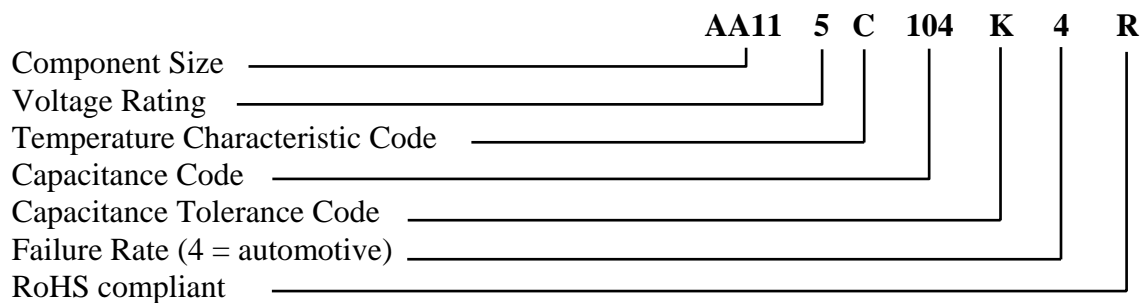 AA11 5 C 104 K 4 R
Component Size
Voltage Rating
Temperature Characteristic Code
Capacitance Code
Capacitance Tolerance Code
Failure Rate (4 = automotive)
RoHS compliant